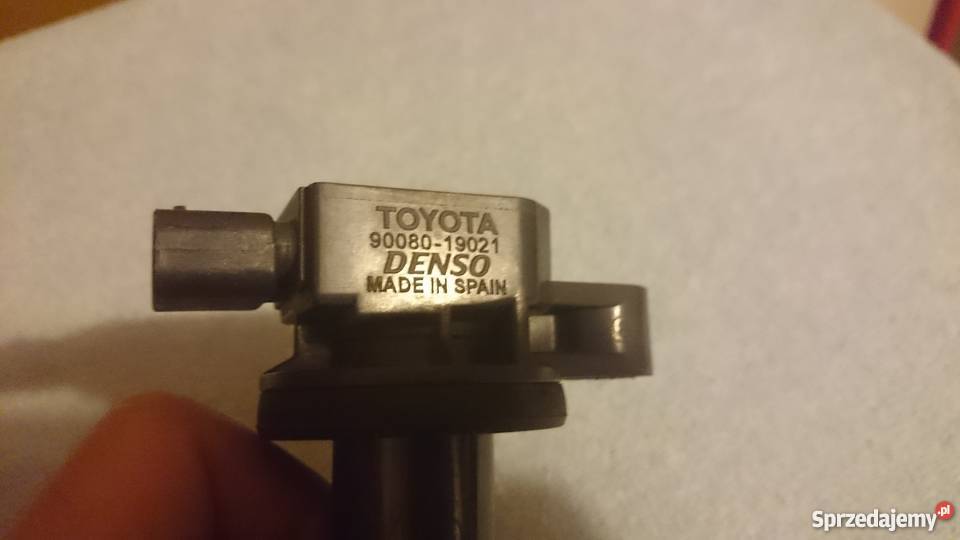 TOYOTA
90080-19021
DENSO
MADE IN SPAIN
Sprzedajemy.pl